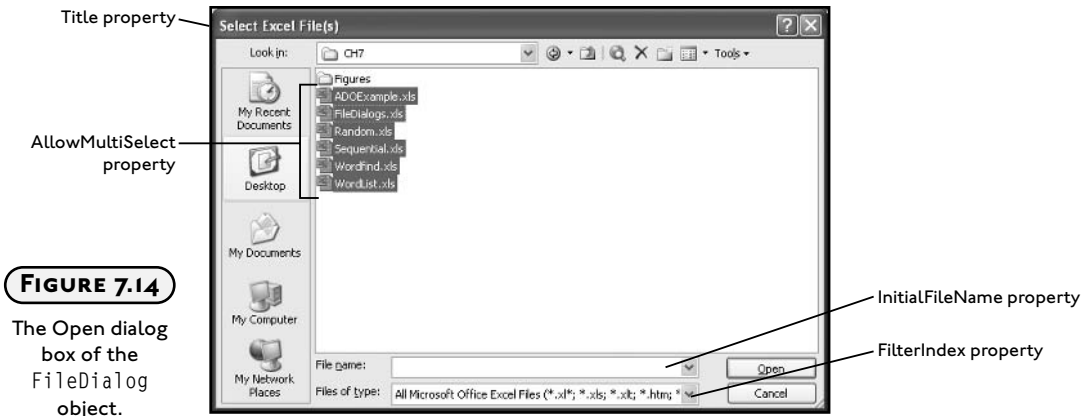 Title property
Select Excel File(s)
Look in:
CH7
Tools
Figures
ADOExample.xls
FileDialogs.xls
Random.xls
Sequential.xls
Wordfind.xls
WordList.xls
My Recent
Documents
Desktop
My Documents
My Computer
My Network
Places
AllowMultiSelect
property
InitialFileName property
FilterIndex property
File name:
Open
Files of type:
All Microsoft Office Excel Files (*.xl*; *.xls; *.xlt; *.htm; *
Cancel
FIGURE 7.14
The Open dialog
box of the
FileDialog
object.